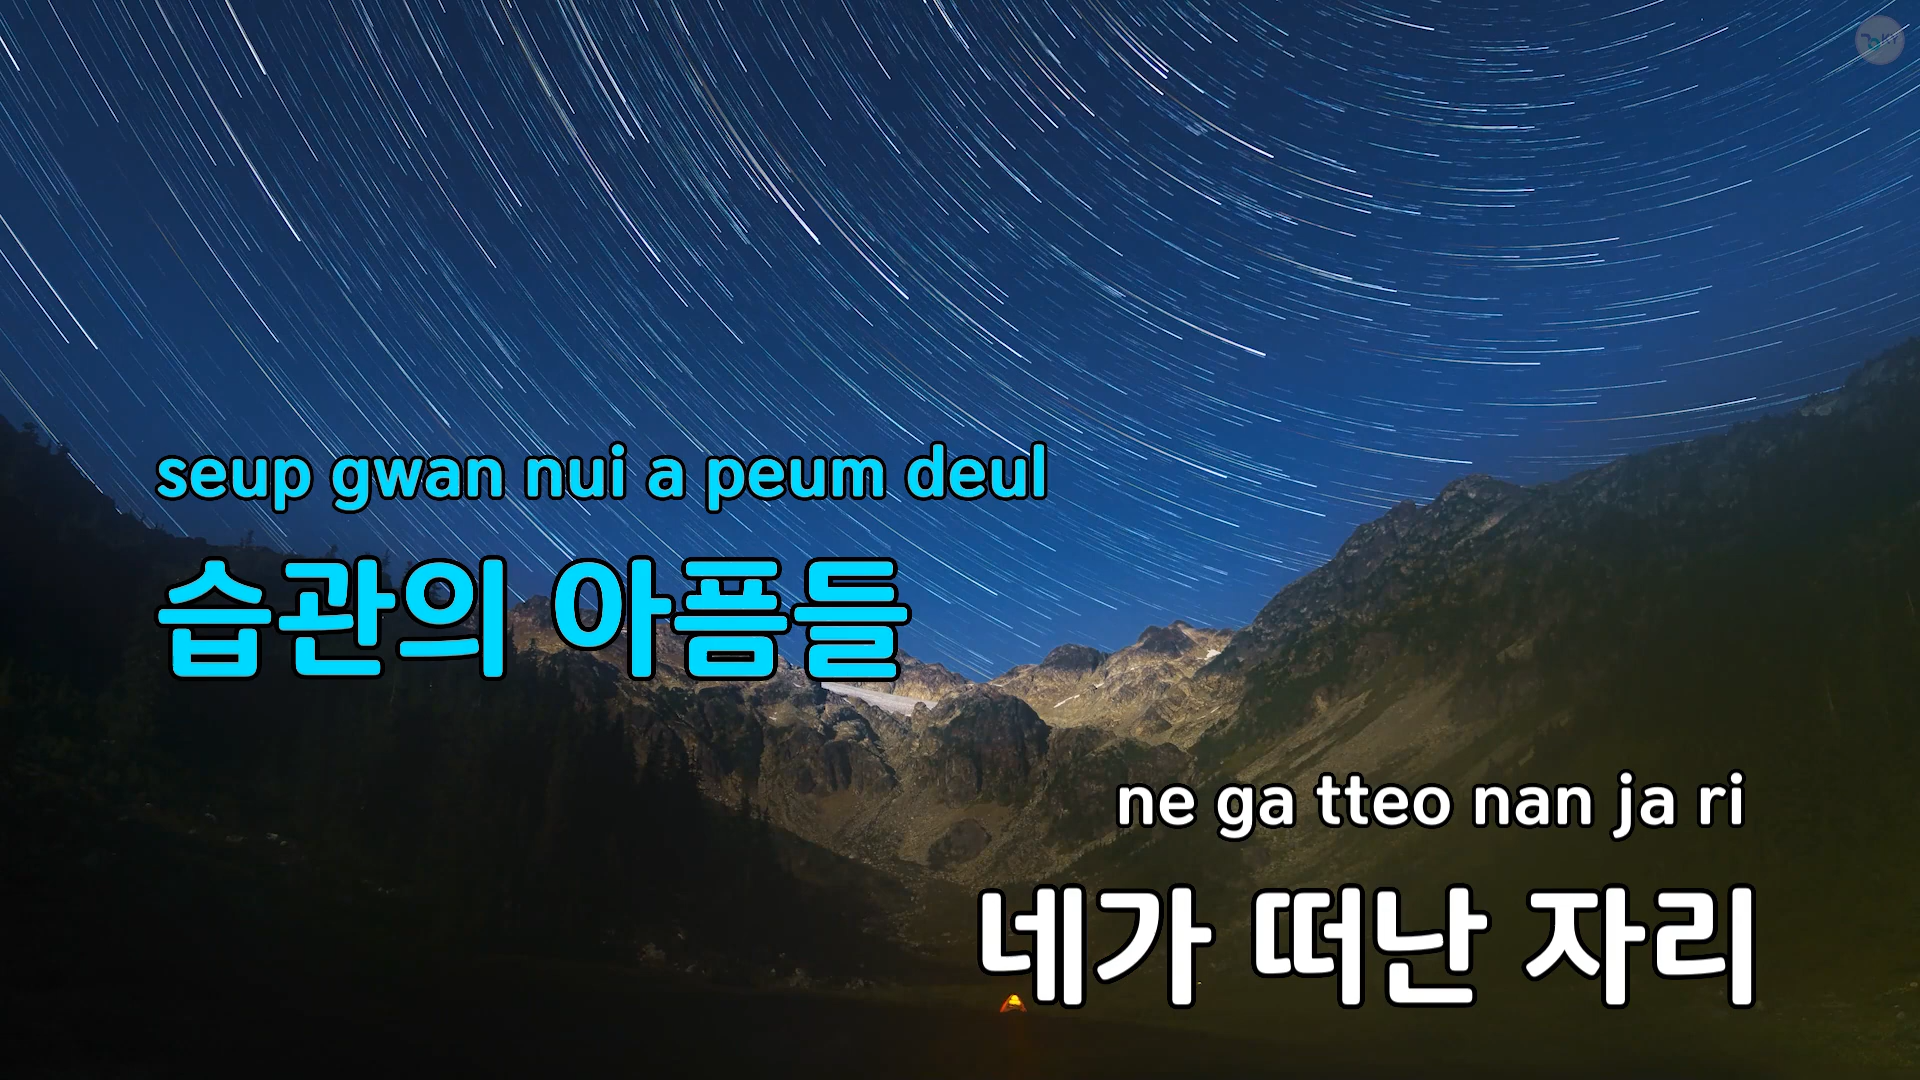 seup gwan nui a peum deul
습관의 아픔들
ne ga tteo nan ja ri
네가 떠난 자리